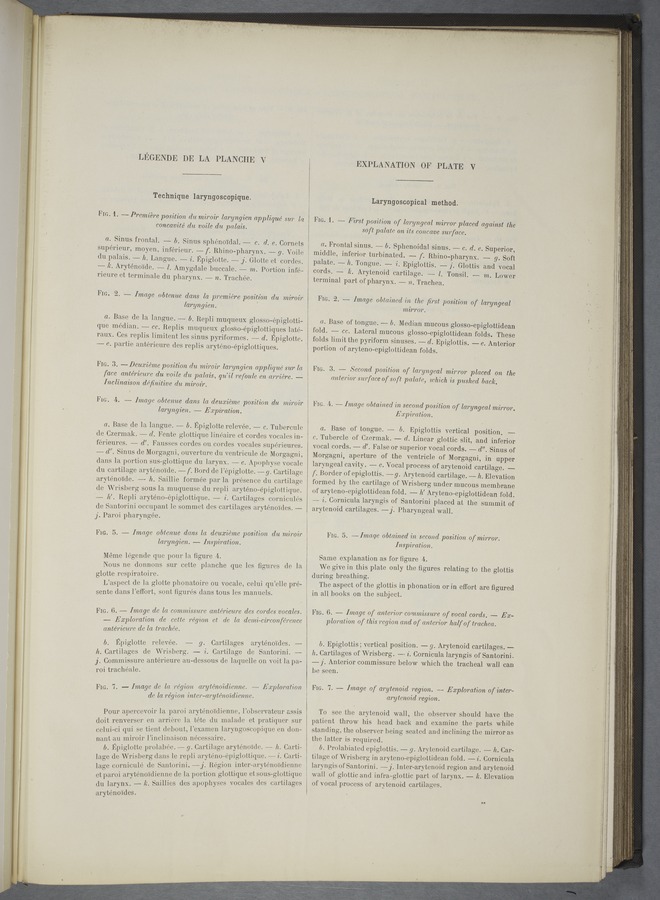 LÉGENDE DE LA PLANCHE V
Technique laryngoscopique.
FIG. 1. — Première position du miroir laryngien appliqué sur la
concavité du voile du palais.
a. Sinus frontal. — b. Sinus sphénoïdal. — c. d. e. Cornets
supérieur, moyen, inférieur. — f. Rhino-pharynx. — g. Voile
du palais. — h. Langue. — i. Épiglotte. — j. Glotte et cordes.
— k. Aryténoïde. — l. Amygdale buccale. — m. Portion infé-
rieure et terminale du pharynx. — n. Trachée.
FIG. 2. — Image obtenue dans la première position du miroir
laryngien.
a. Base de la langue. — b. Repli muqueux glosso-épiglotti-
que médian. — cc. Replis muqueux glosso-épiglottiques laté-
raux. Ces replis limitent les sinus pyriformes. — d. Épiglotte.
— e. partie antérieure des replis aryténo-épiglottiques.
FIG. 3. — Deuxième position du miroir laryngien appliqué sur la
face antérieure du voile du palais, qu'il refoule en arrière. —
Inclinaison définitive du miroir.
FIG. 4. — Image obtenue dans la deuxième position du miroir
laryngien. — Expiration.
a. Base de la langue. — b. Épiglotte relevée. — c. Tubercule
de Czermak. — d. Fente glottique linéaire et cordes vocales in-
férieures. — d'. Fausses cordes ou cordes vocales supérieures.
— d". Sinus de Morgagni, ouverture du ventricule de Morgagni,
dans la portion sus-glottique du larynx. — e. Apophyse vocale
du cartilage aryténoïde. — f. Bord de l'épiglotte. — g. Cartilage
aryténoïde. — h. Saillie formée par la présence du cartilage
de Wrisberg sous la muqueuse du repli aryténo-épiglottique.
— h'. Repli aryténo-épiglottique. — i. Cartilages corniculés
de Santorini occupant le sommet des cartilages aryténoïdes. —
j. Paroi pharyngée.
FIG. 5. — Image obtenue dans la deuxième position du miroir
laryngien. — Inspiration.
Même légende que pour la figure 4.
Nous ne donnons sur cette planche que les figures de la
glotte respiratoire.
L'aspect de la glotte phonatoire ou vocale, celui qu'elle pré-
sente dans l'effort, sont figurés dans tous les manuels.
FIG. 6. — Image de la commissure antérieure des cordes vocales.
— Exploration de cette région et de la demi-circonférence
antérieure de la trachée.
b. Épiglotte relevée. — g. Cartilages aryténoïdes. —
h. Cartilages de Wrisberg. — i. Cartilage de Santorini. —
j. Commissure antérieure au-dessous de laquelle on voit la pa-
roi trachéale.
FIG. 7. — Image de la région aryténoïdienne. — Exploration
de la région inter-aryténoïdienne.
Pour apercevoir la paroi aryténoïdienne, l'observateur assis
doit renverser en arrière la tête du malade et pratiquer sur
celui-ci qui se tient debout, l'examen laryngoscopique en don-
nant au miroir l'inclinaison nécessaire.
b. Épiglotte prolabée. — g. Cartilage aryténoïde. — h. Carti-
lage de Wrisberg dans le repli aryténo-épiglottique. — i. Carti-
lage corniculé de Santorini. — j. Région inter-aryténoïdienne
et paroi aryténoïdienne de la portion glottique et sous-glottique
du larynx. — k. Saillies des apophyses vocales des cartilages
aryténoïdes.
EXPLANATION OF PLATE V
Laryngoscopical method.
FIG. 1. — First position of laryngeal mirror placed against the
soft palate on its concave surface.
a. Frontal sinus. — b. Sphenoidal sinus. — c. d. e. Superior,
middle, inferior turbinated. — f. Rhino-pharynx. — g. Soft
palate. — h. Tongue. — i. Epiglottis. — j. Glottis and vocal
cords. — k. Arytenoid cartilage. — l. Tonsil. — m. Lower
terminal part of pharynx. — n. Trachea.
FIG. 2. — Image obtained in the first position of laryngeal
mirror.
a. Base of tongue. — b. Median mucous glosso-epiglottidean
fold. — cc. Lateral mucous glosso-epiglottidean folds. These
folds limit the pyriform sinuses. — d. Epiglottis. — e. Anterior
portion of aryteno-epiglottidean folds.
FIG. 3. — Second position of laryngeal mirror placed on the
anterior surface of soft palate, which is pushed back.
FIG. 4. — Image obtained in second position of laryngeal mirror,
Expiration.
a. Base of tongue. — b. Epiglottis vertical position, —
c. Tubercle of Czermak. — d. Linear glottic slit, and inferior
vocal cords. — d'. False or superior vocal cords. — d". Sinus of
Morgagni, aperture of the ventricle of Morgagni, in upper
laryngeal cavity. — e. Vocal process of arytenoid cartilage. —
f. Border of epiglottis. — g. Arytenoid cartilage. — h. Elevation
formed by the cartilage of Wrisberg under mucous membrane
of aryteno-epiglottidean fold. — h' Aryteno-epiglottidean fold.
— i. Cornicula laryngis of Santorini placed at the summit of
arytenoid cartilages. — j. Pharyngeal wall.
FIG. 5. — Image obtained in second position of mirror.
Inspiration.
Same explanation as for figure 4.
We give in this plate only the figures relating to the glottis
during breathing.
The aspect of the glottis in phonation or in effort are figured
in all books on the subject.
FIG. 6. — Image of anterior commissure of vocal cords. — Ex-
ploration of this region and of anterior half of trachea.
b. Epiglottis; vertical position. — g. Arytenoid cartilages. —
h. Cartilages of Wrisberg. — i. Cornicula laryngis of Santorini.
— j. Anterior commissure below which the tracheal wall can
be seen.
FIG. 7. — Image of arytenoid region. — Exploration of inter-
arytenoid region.
To see the arytenoid wall, the observer should have the
patient throw his head back and examine the parts while
standing, the observer being seated and inclining the mirror as
the latter is required.
b. Prolabiated epiglottis. — g. Arytenoid cartilage. — h. Car-
tilage of Wrisberg in aryteno-epiglottidean fold. — i. Cornicula
laryngis of Santorini. — j. Inter-arytenoid region and arytenoid
wall of glottic and infra-glottic part of larynx. — k. Elevation
of vocal process of arytenoid cartilages.